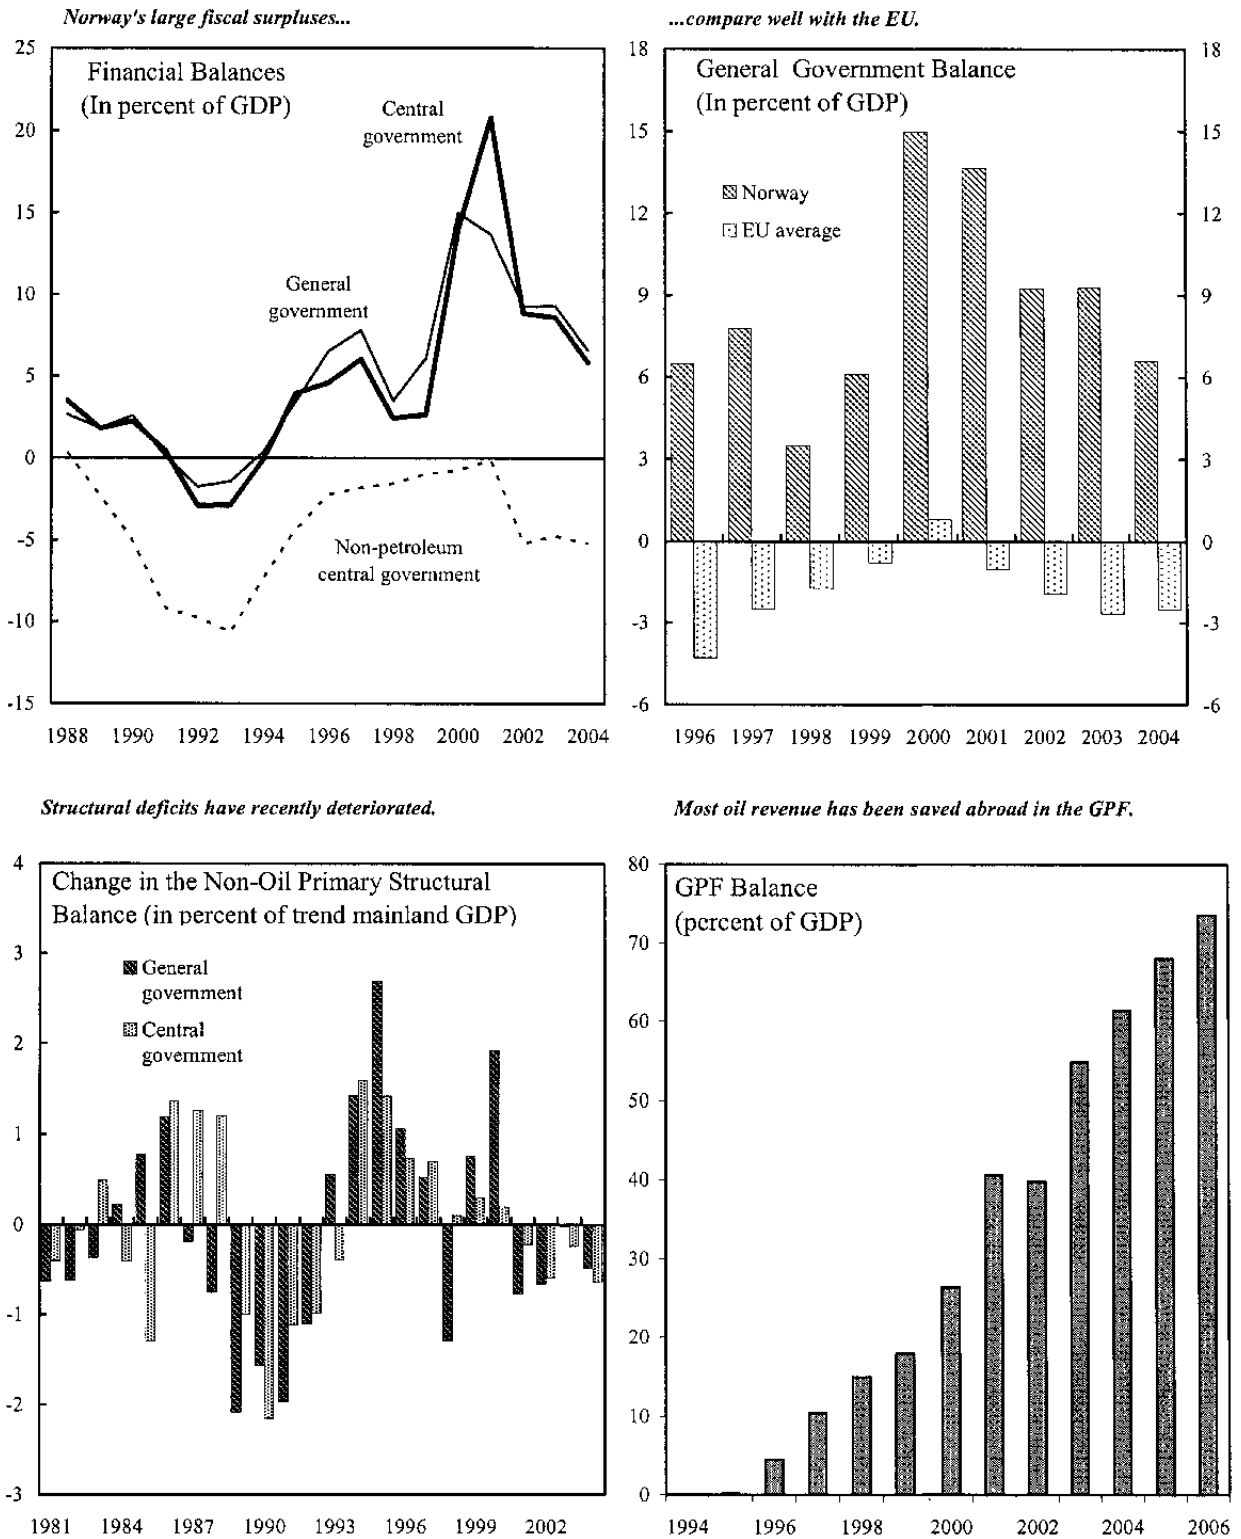 Norway's large fiscal surpluses...
Financial Balances
(In percent of GDP)
25
20
15
10
5
0
-5
-10
-15
Central
government
General
government
Non-petroleum
central government
1988 1990 1992 1994 1996 1998 2000 2002 2004
...compare well with the EU.
General Government Balance
(In percent of GDP)
18
15
12
9
6
3
0
-3
-6
Norway
EU average
18
15
12
9
6
3
0
-3
-6
1996 1997 1998 1999 2000 2001 2002 2003 2004
Structural deficits have recently deteriorated.
Change in the Non-Oil Primary Structural
Balance (in percent of trend mainland GDP)
4
3
2
1
0
-1
-2
-3
General
government
Central
government
1981 1984 1987 1990 1993 1996 1999 2002
Most oil revenue has been saved abroad in the GPF.
GPF Balance
(percent of GDP)
80
70
60
50
40
30
20
10
0
1994 1996 1998 2000 2002 2004 2006